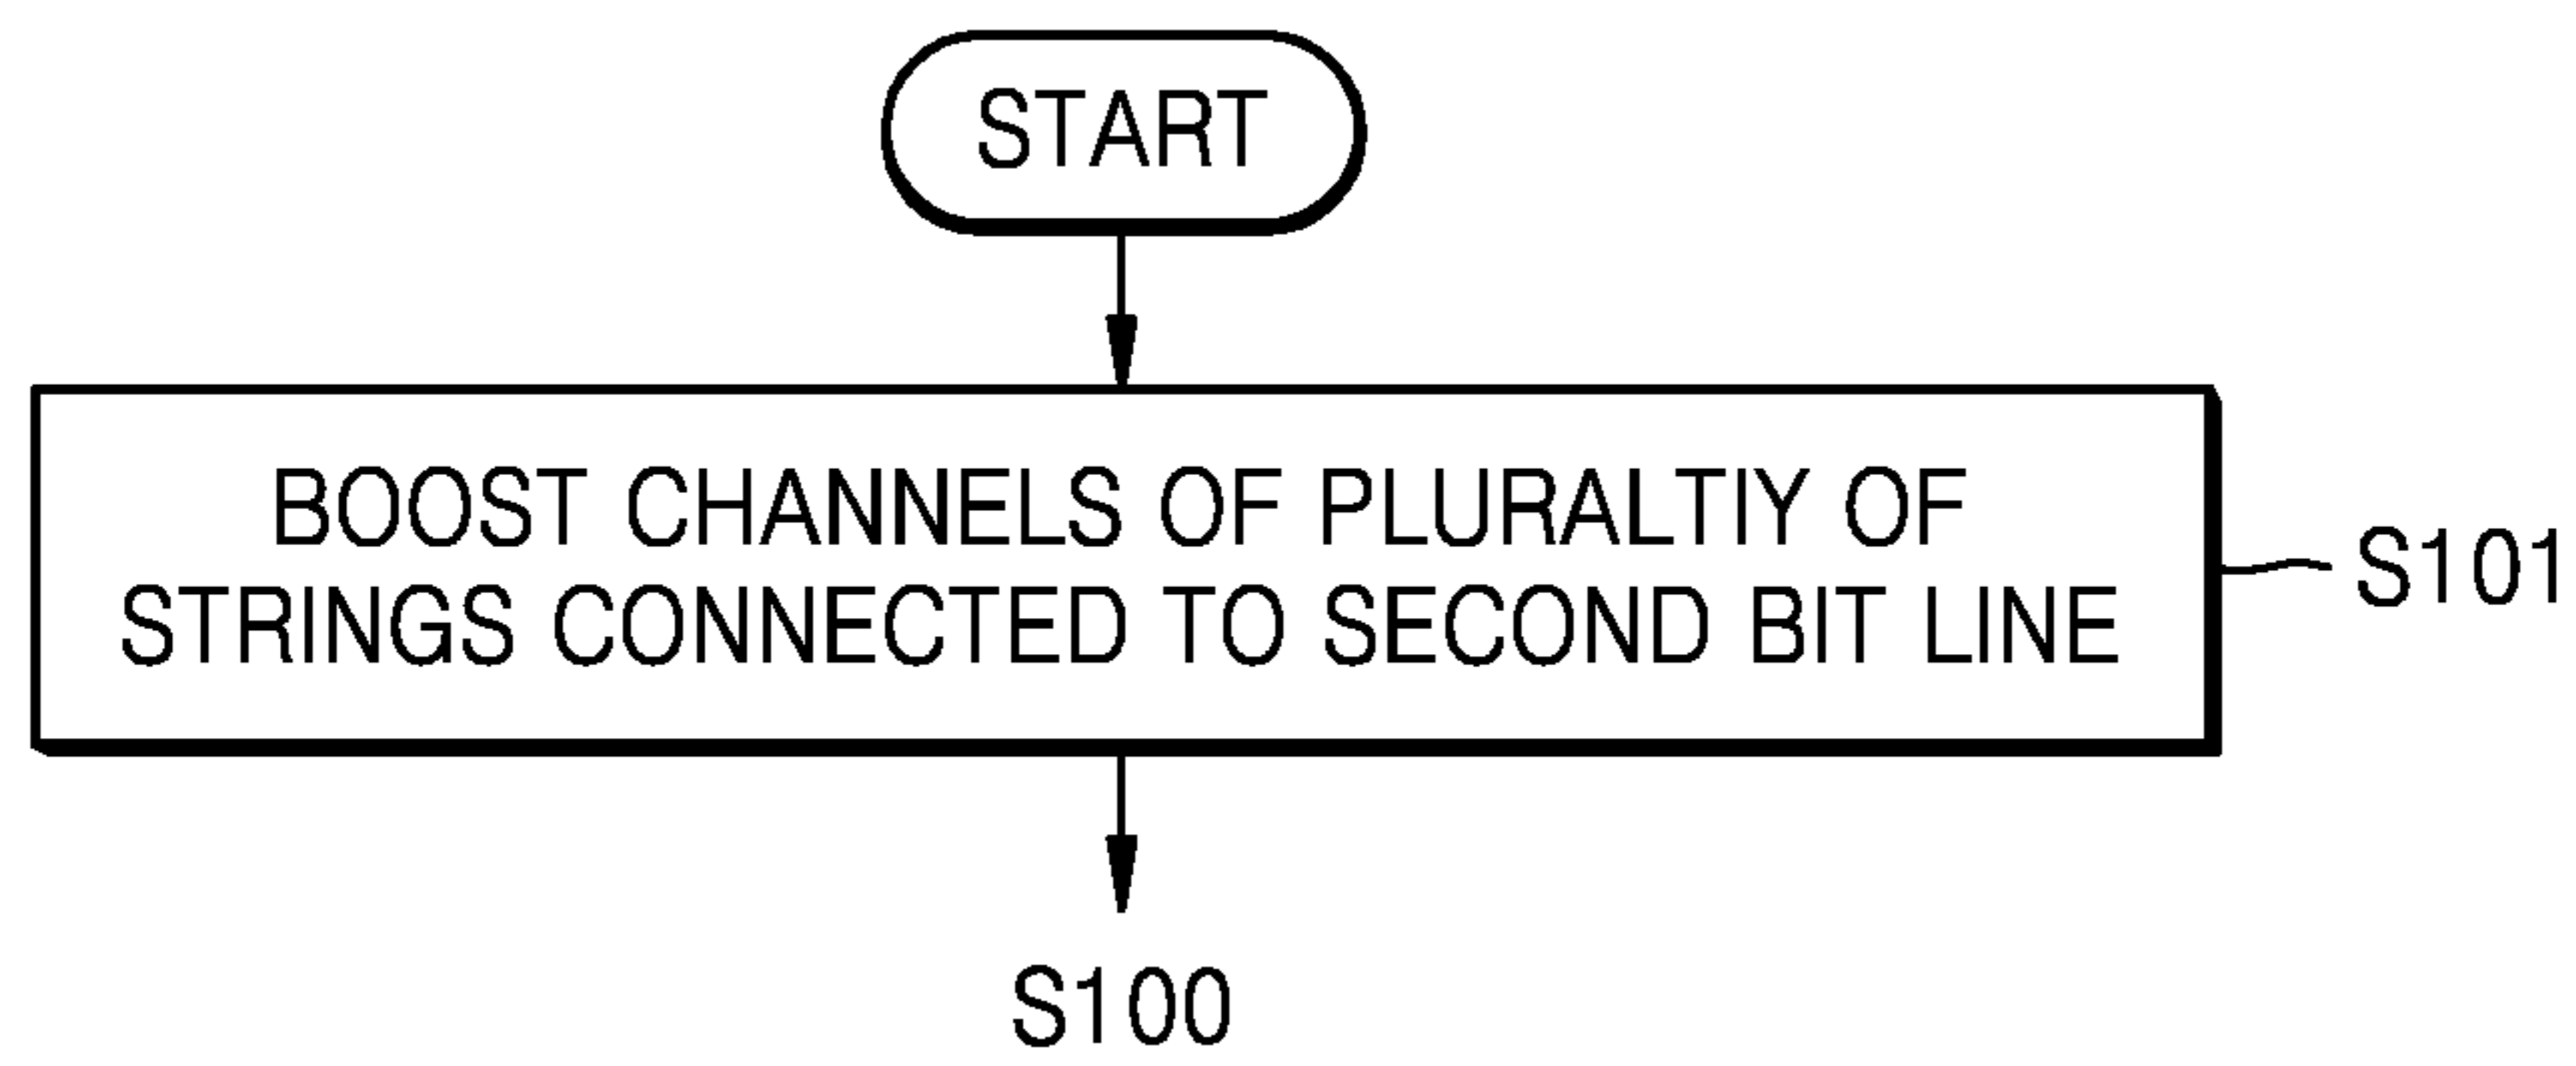 START
BOOST CHANNELS OF PLURALTIY OF
STRINGS CONNECTED TO SECOND BIT LINE
S101
S100